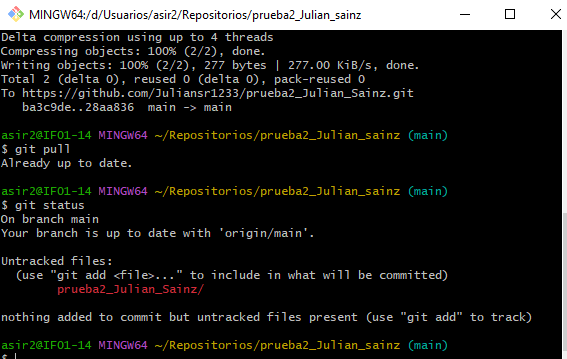 MINGW64:/d/Usuarios/asir2/Repositorios/prueba2_Julian_sainz
Delta compression using up to 4 threads
Compressing objects: 100% (2/2), done.
Writing objects: 100% (2/2), 277 bytes | 277.00 KiB/s, done.
Total 2 (delta 0), reused 0 (delta 0), pack-reused 0
To https://github.com/Juliansr1233/prueba2_Julian_Sainz.git
   ba3c9de..28aa836  main -> main

asir2@IF01-14 MINGW64 ~/Repositorios/prueba2_Julian_sainz (main)
$ git pull
Already up to date.

asir2@IF01-14 MINGW64 ~/Repositorios/prueba2_Julian_sainz (main)
$ git status
On branch main
Your branch is up to date with 'origin/main'.

Untracked files:
  (use "git add <file>..." to include in what will be committed)
        prueba2_Julian_Sainz/

nothing added to commit but untracked files present (use "git add" to track)

asir2@IF01-14 MINGW64 ~/Repositorios/prueba2_Julian_sainz (main)
$